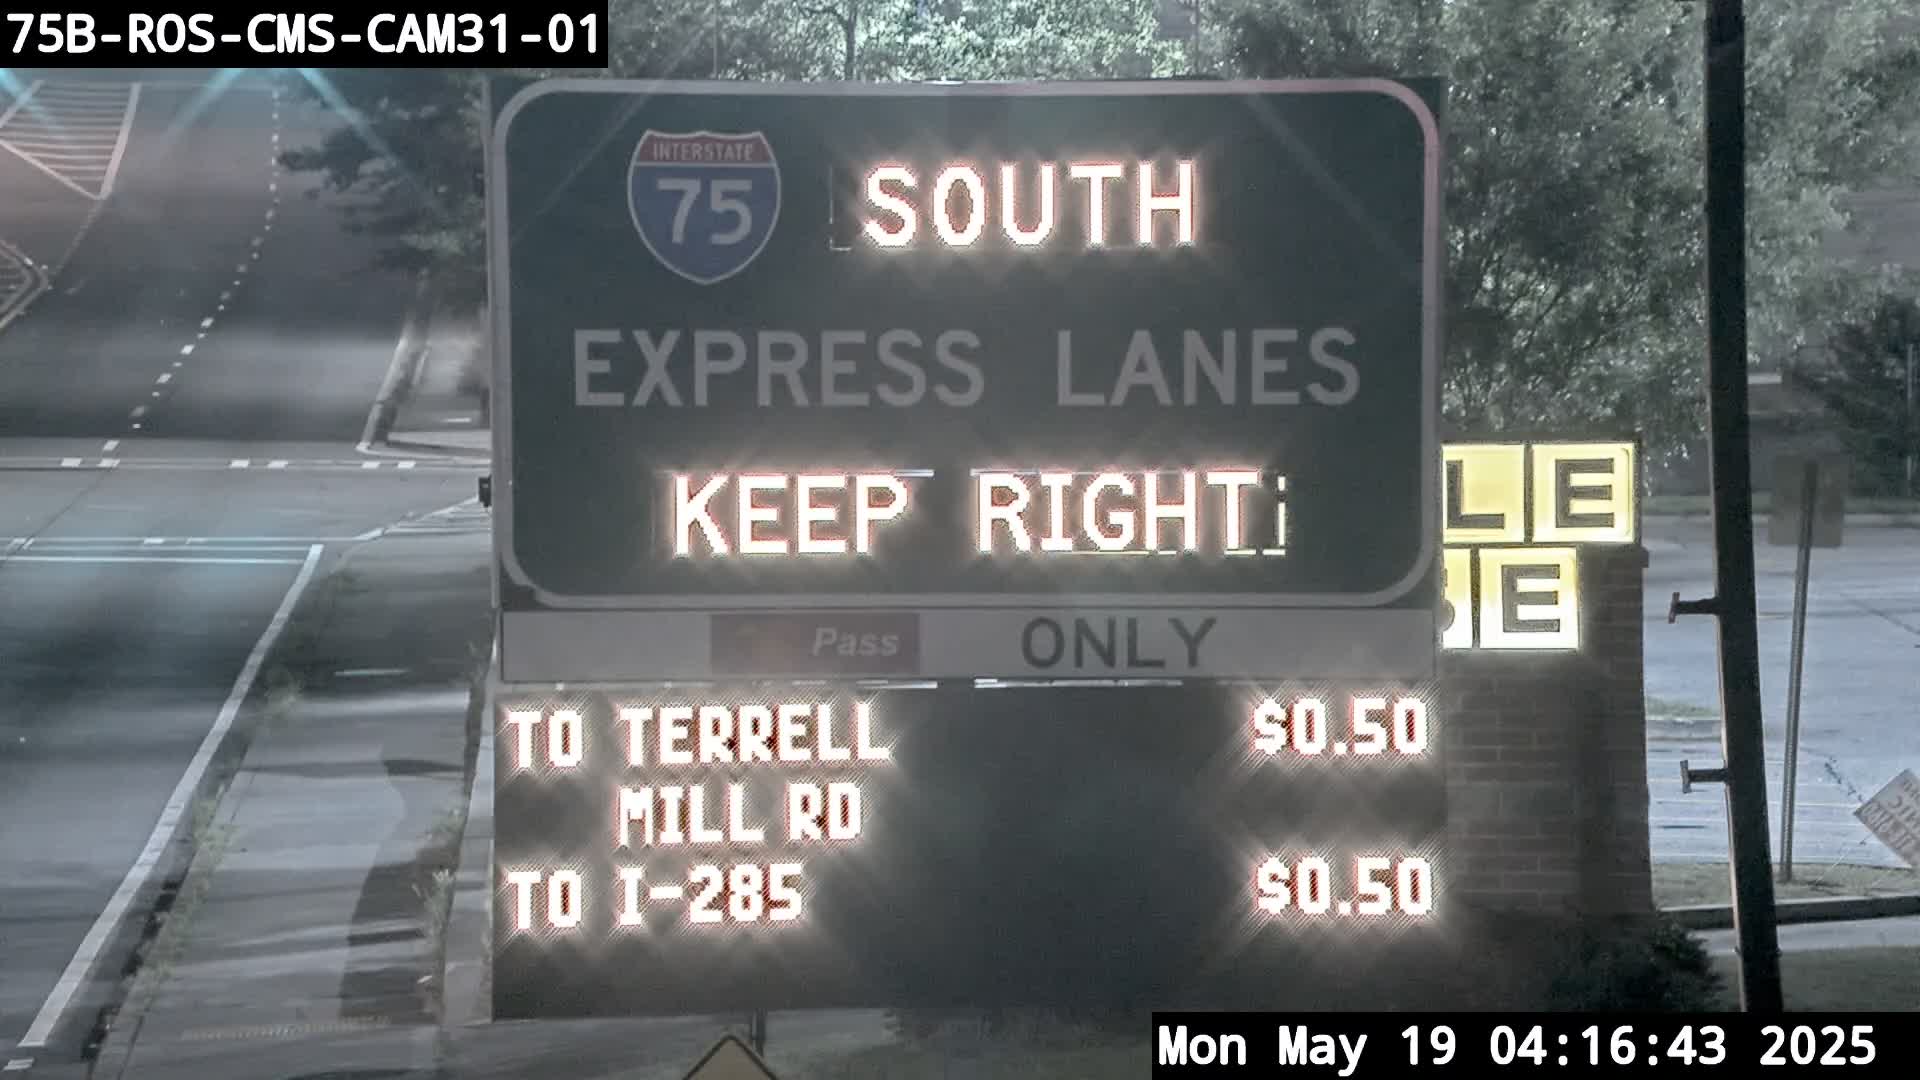 75B-ROS-CMS-CAM31-01
INTERSTATE
75
SOUTH
EXPRESS LANES
KEEP RIGHT
Pass ONLY
LE
E
TO TERRELL $0.50
MILL RD
TO I-285 $0.50
Mon May 19 04:16:43 2025